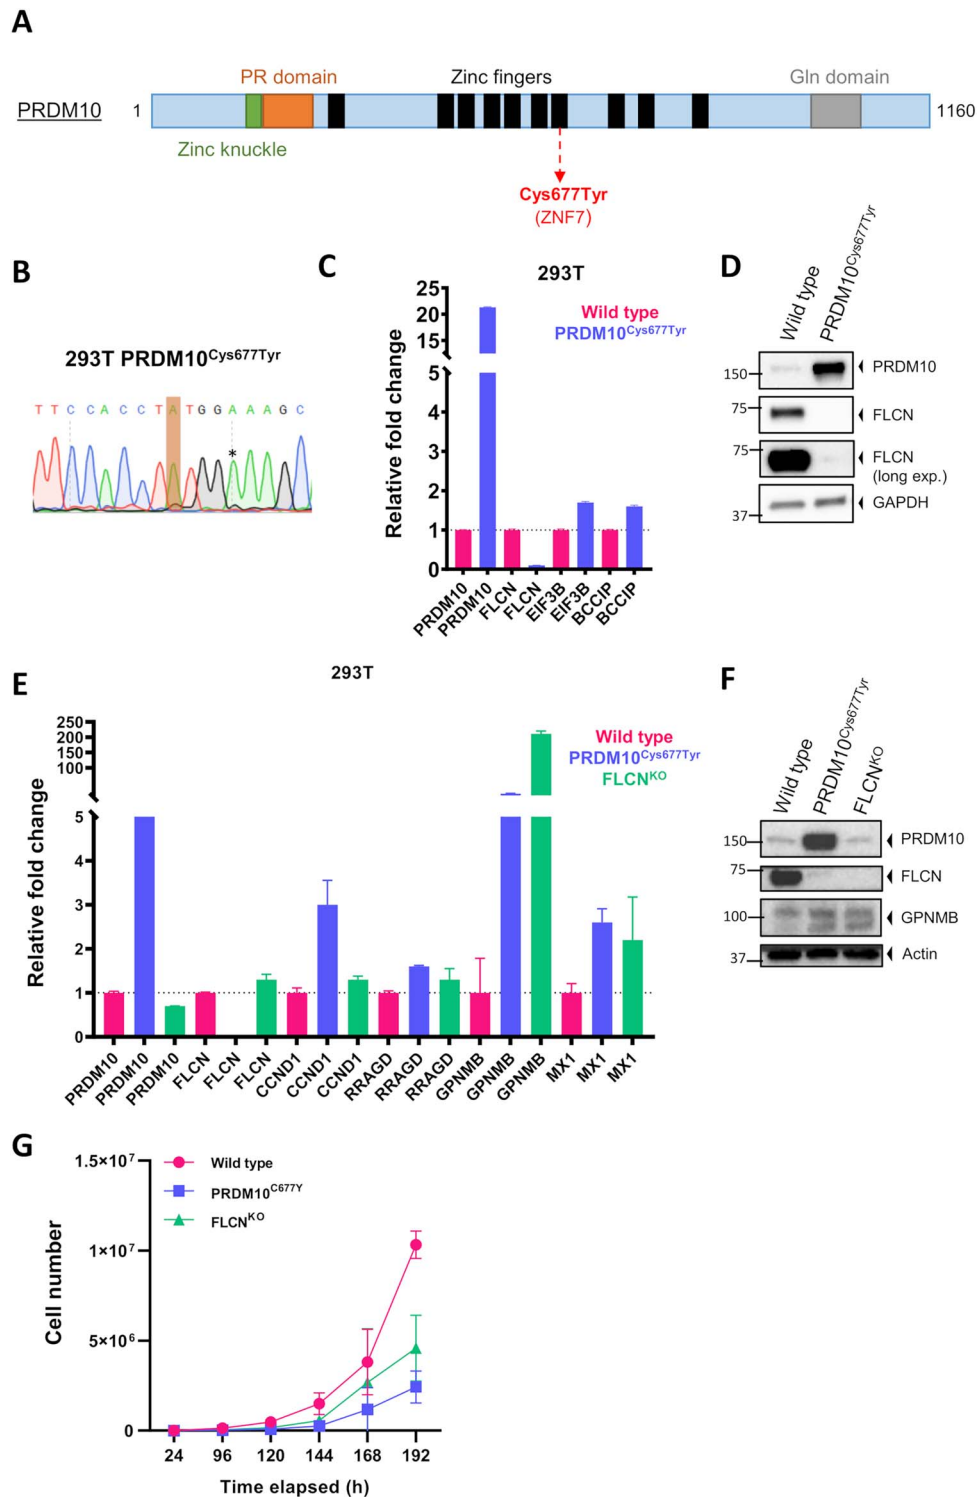 A
PR domain
Zinc fingers
Gln domain
PRDM10
1
1160
Zinc knuckle
Cys677Tyr
(ZNF7)
B
293T PRDM10Cys677Tyr
T T C C A C C T A T G G A A A G C
*
C
293T
Wild type
PRDM10Cys677Tyr
Relative fold change
25
20
15
5
4
3
2
1
0
PRDM10
PRDM10
FLCN
FLCN
EIF3B
EIF3B
BCCIP
BCCIP
D
Wild type
PRDM10Cys677Tyr
150
PRDM10
75
FLCN
75
FLCN
(long exp.)
37
GAPDH
E
293T
Wild type
PRDM10Cys677Tyr
FLCNKO
Relative fold change
250
200
150
100
5
4
3
2
1
0
PRDM10
PRDM10
PRDM10
FLCN
FLCN
FLCN
CCND1
CCND1
CCND1
RRAGD
RRAGD
RRAGD
GPNMB
GPNMB
GPNMB
MX1
MX1
MX1
F
Wild type
PRDM10Cys677Tyr
FLCNKO
150
PRDM10
75
FLCN
100
GPNMB
37
Actin
G
Wild type
PRDM10C677Y
FLCNKO
Cell number
1.5×10⁷
1×10⁷
5×10⁶
0
24 96 120 144 168 192
Time elapsed (h)